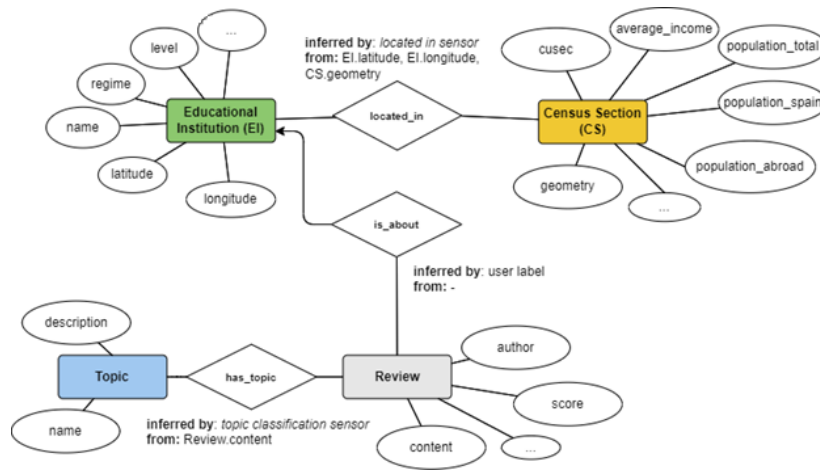 ...
level
regime
name
latitude
longitude
Educational
Institution (EI)
inferred by: located in sensor
from: EI.latitude, EI.longitude,
CS.geometry
located_in
cusec
average_income
population_total
population_spain
population_abroad
...
geometry
Census Section
(CS)
is_about
inferred by: user label
from: -
description
Topic
name
has_topic
inferred by: topic classification sensor
from: Review.content
Review
author
score
...
content